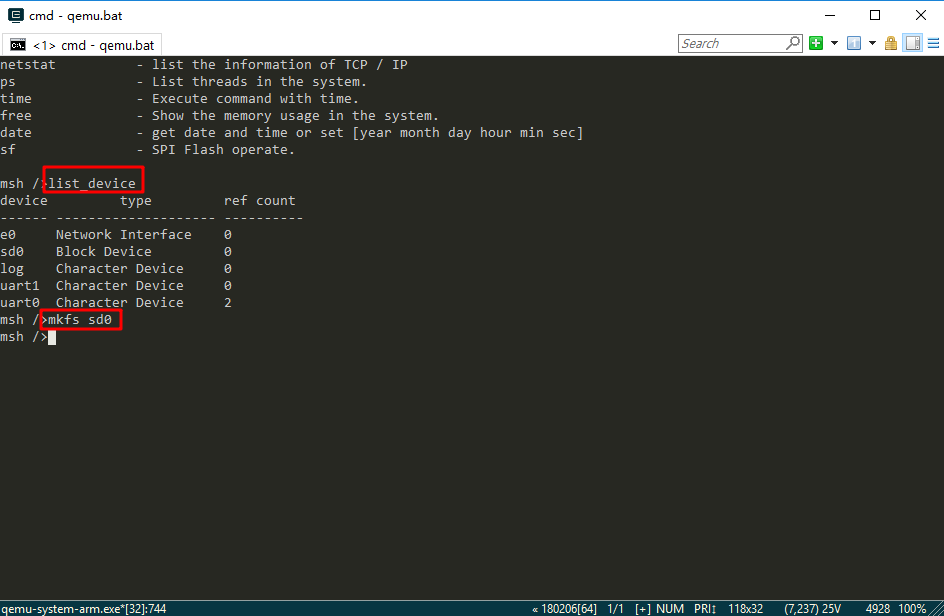 cmd - qemu.bat
<1> cmd - qemu.bat
Search
netstat          - list the information of TCP / IP
ps               - List threads in the system.
time             - Execute command with time.
free             - Show the memory usage in the system.
date             - get date and time or set [year month day hour min sec]
sf               - SPI Flash operate.
msh />list_device
device         type         ref count
------ -------------------- ----------
e0     Network Interface    0
sd0    Block Device         0
log    Character Device     0
uart1  Character Device     0
uart0  Character Device     2
msh />mkfs sd0
msh />
qemu-system-arm.exe*[32]:744 « 180206[64] 1/1 [+] NUM PRI↕ 118x32 (7,237) 25V 4928 100%